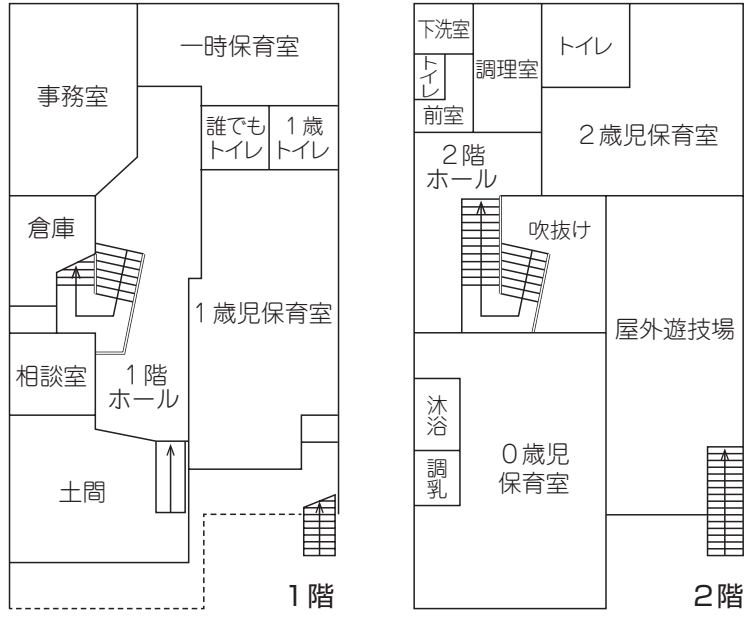 一時保育室
事務室
誰でも
トイレ
1歳
トイレ
倉庫
1歳児保育室
相談室
1階
ホール
土間
1階
下洗室
トイレ
調理室
トイレ
前室
2歳児保育室
2階
ホール
吹抜け
屋外遊技場
沐浴
0歳児
保育室
調乳
2階